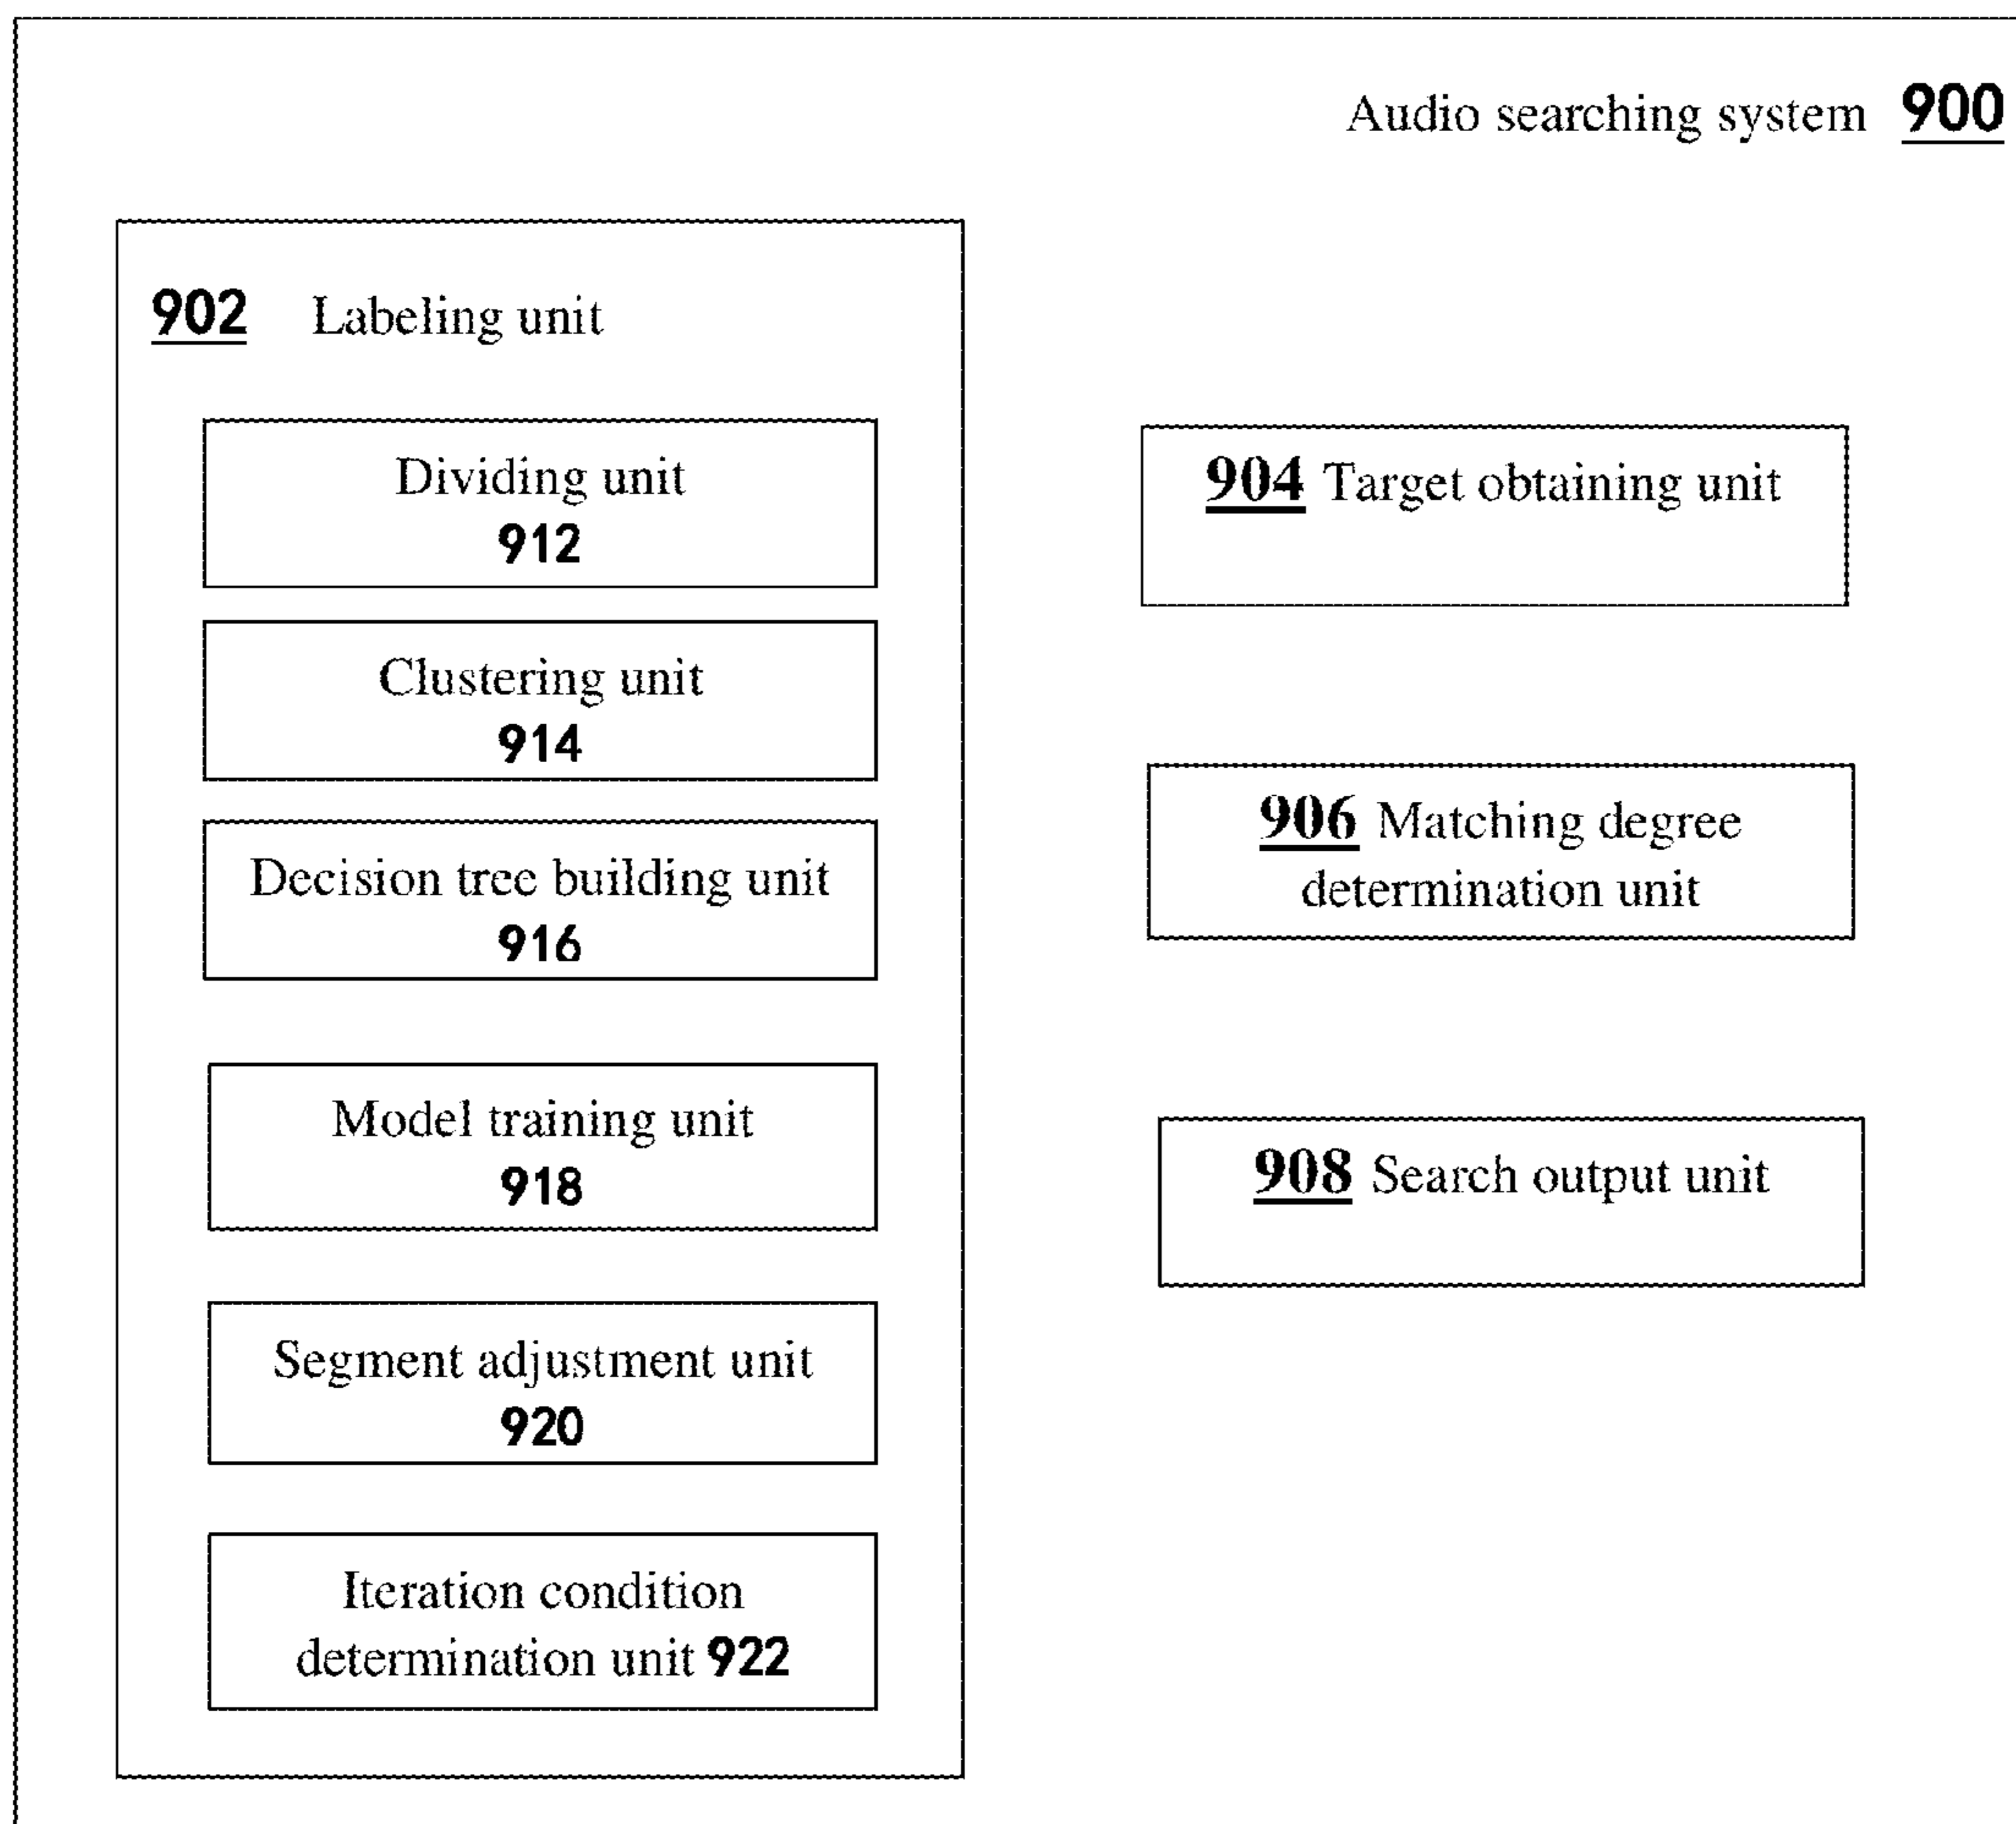 Audio searching system 900
902 Labeling unit
Dividing unit
912
Clustering unit
914
Decision tree building unit
916
Model training unit
918
Segment adjustment unit
920
Iteration condition
determination unit 922
904 Target obtaining unit
906 Matching degree
determination unit
908 Search output unit